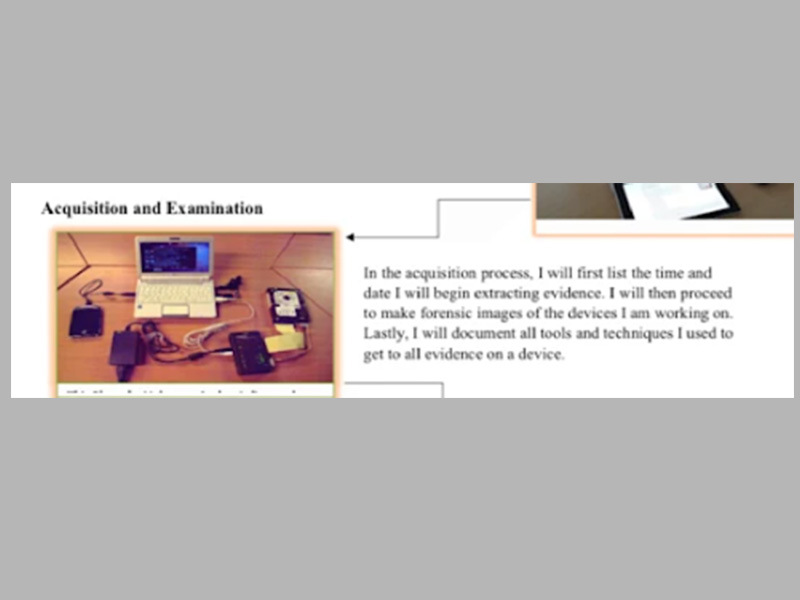 Acquisition and Examination
In the acquisition process, I will first list the time and
date I will begin extracting evidence. I will then proceed
to make forensic images of the devices I am working on.
Lastly, I will document all tools and techniques I used to
get to all evidence on a device.